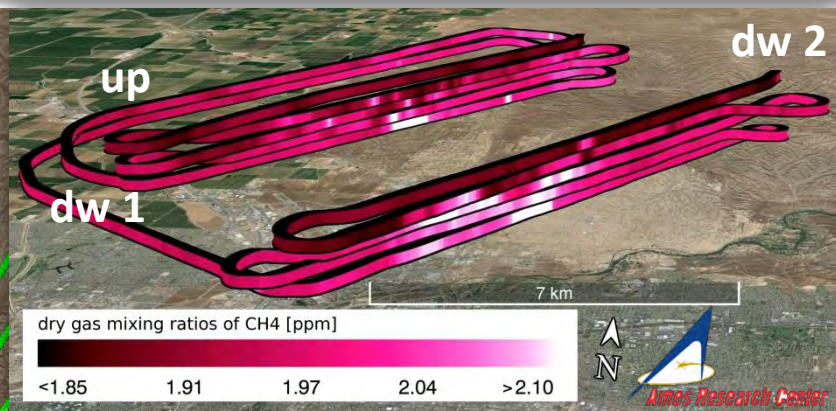 dw 2
up
dw 1
7 km
dry gas mixing ratios of CH4 [ppm]
<1.85 1.91 1.97 2.04 >2.10
N
Ames Research Center